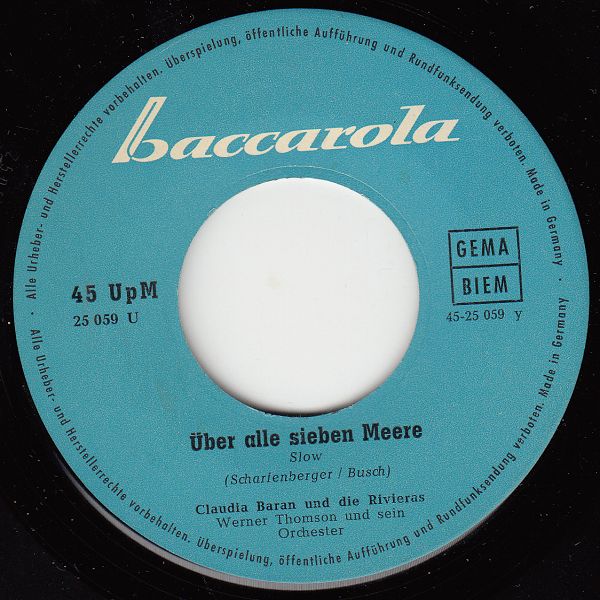 Alle Urheber- und Herstellerrechte vorbehalten. Überspielung, öffentliche Aufführung und Rundfunksendung verboten. Made in Germany
baccarola
GEMA
BIEM
45 UpM
25 059 U
45-25 059 y
Über alle sieben Meere
Slow
(Scharfenberger / Busch)
Claudia Baran und die Rivieras
Werner Thomson und sein
Orchester
Alle Urheber- und Herstellerrechte vorbehalten. Überspielung, öffentliche Aufführung und Rundfunksendung verboten. Made in Germany